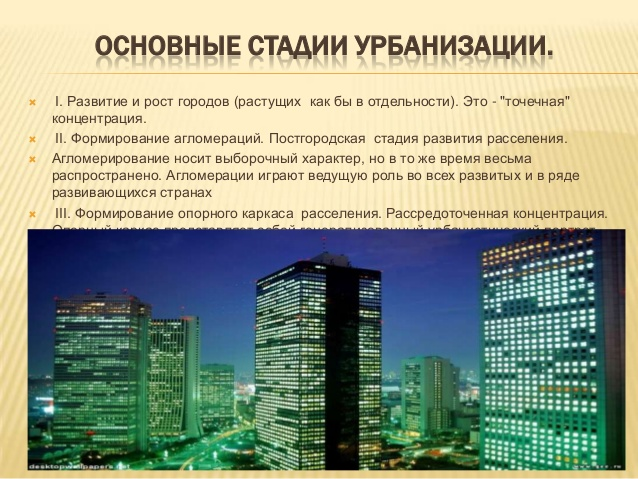 ОСНОВНЫЕ СТАДИИ УРБАНИЗАЦИИ.
I. Развитие и рост городов (растущих как бы в отдельности). Это - "точечная"
концентрация.
II. Формирование агломераций. Постгородская стадия развития расселения.
Агломерирование носит выборочный характер, но в то же время весьма
распространено. Агломерации играют ведущую роль во всех развитых и в ряде
развивающихся странах
III. Формирование опорного каркаса расселения. Рассредоточенная концентрация.
desktopwallpapers.net